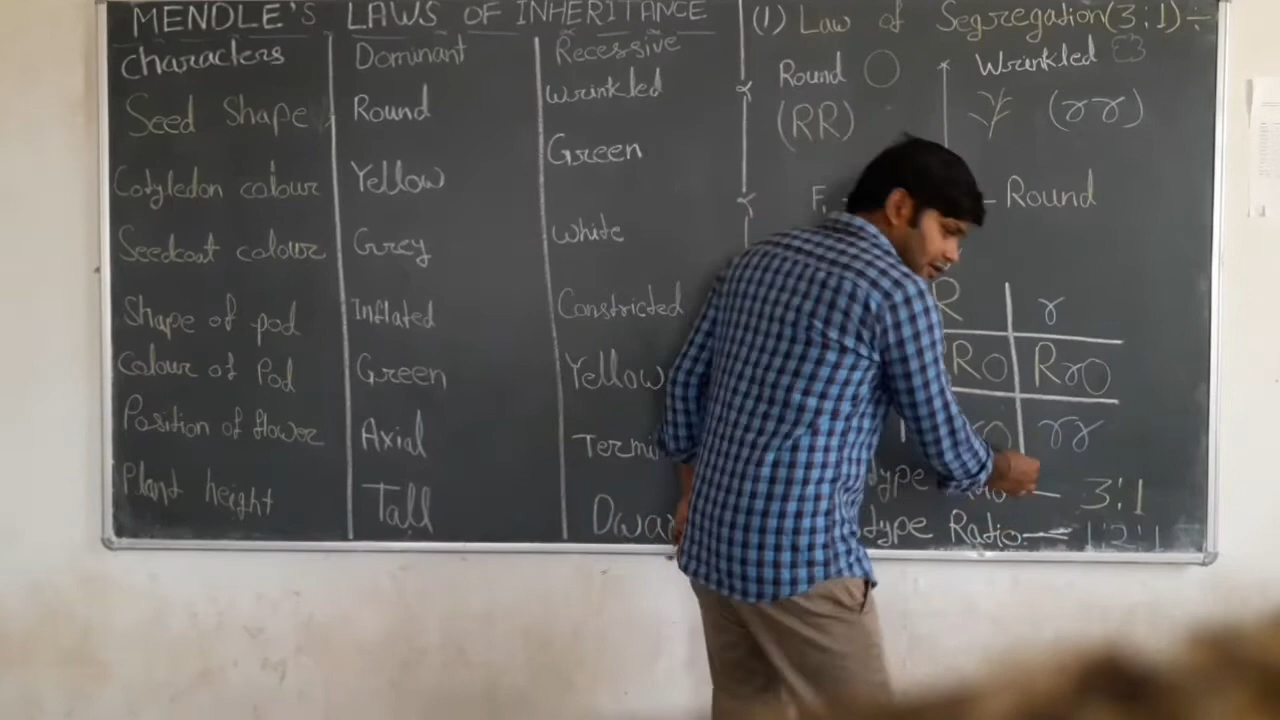 MENDLE'S LAWS OF INHERITANCE
characters Dominant Recessive
Seed Shape Round Wrinkled
Cotyledon colour Yellow Green
Seedcoat colour Grey White
Shape of pod Inflated Constricted
Colour of Pod Green Yellow
Position of flower Axial Termi
Plant height Tall Dwa
(1) Law of Segregation (3:1) :-
Round Wrinkled
(RR) (rr)
F1 - Round
R r
R Rr
rr
type 3:1
type Ratio — 1:2:1